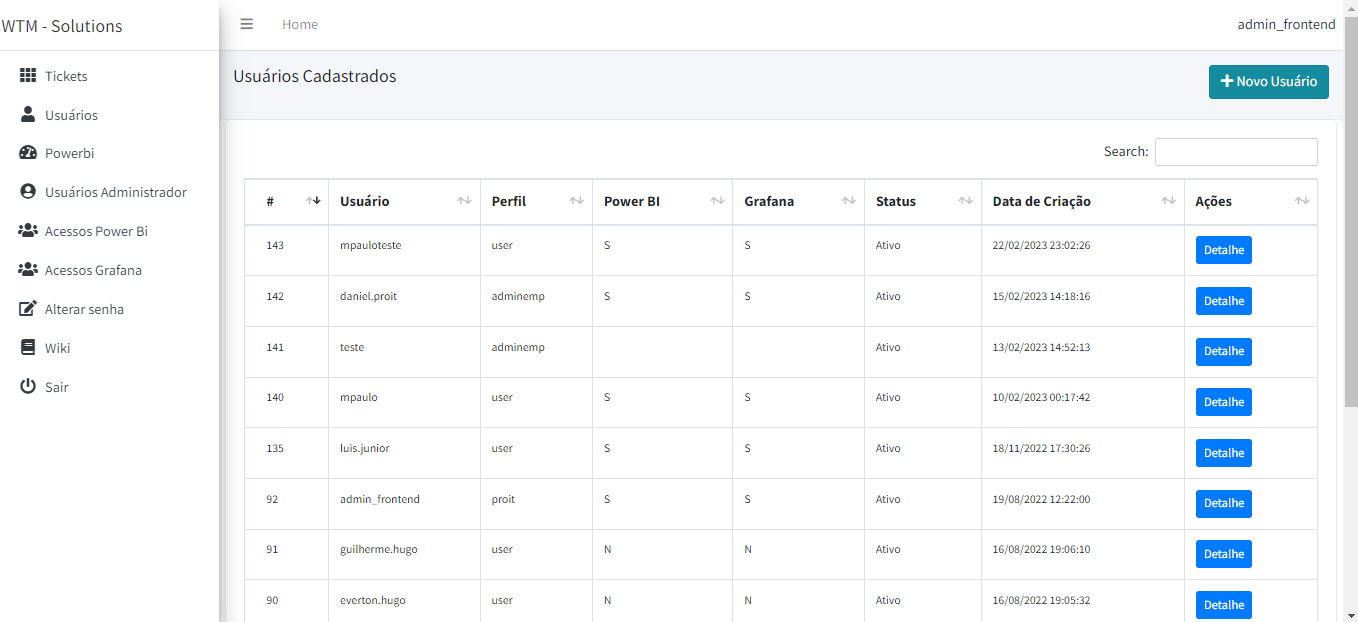 WTM - Solutions
Home
admin_frontend
Tickets
Usuários
Powerbi
Usuários Administrador
Acessos Power Bi
Acessos Grafana
Alterar senha
Wiki
Sair
Usuários Cadastrados
Novo Usuário
Search:
# Usuário Perfil Power BI Grafana Status Data de Criação Ações
143 mpauloteste user S S Ativo 22/02/2023 23:02:26 Detalhe
142 daniel.proit adminemp S S Ativo 15/02/2023 14:18:16 Detalhe
141 teste adminemp Ativo 13/02/2023 14:52:13 Detalhe
140 mpaulo user S S Ativo 10/02/2023 00:17:42 Detalhe
135 luis.junior user S S Ativo 18/11/2022 17:30:26 Detalhe
92 admin_frontend proit S S Ativo 19/08/2022 12:22:00 Detalhe
91 guilherme.hugo user N N Ativo 16/08/2022 19:06:10 Detalhe
90 everton.hugo user N N Ativo 16/08/2022 19:05:32 Detalhe